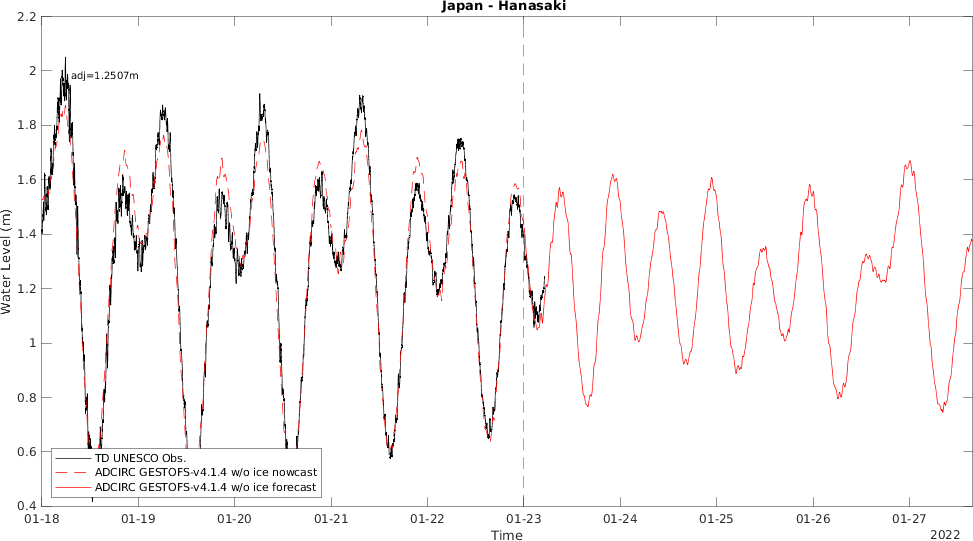 Japan - Hanasaki
adj=1.2507m
Water Level (m)
2.2
2
1.8
1.6
1.4
1.2
1
0.8
0.6
0.4
TD UNESCO Obs.
ADCIRC GESTOFS-v4.1.4 w/o ice nowcast
ADCIRC GESTOFS-v4.1.4 w/o ice forecast
01-18 01-19 01-20 01-21 01-22 01-23 01-24 01-25 01-26 01-27
Time
2022